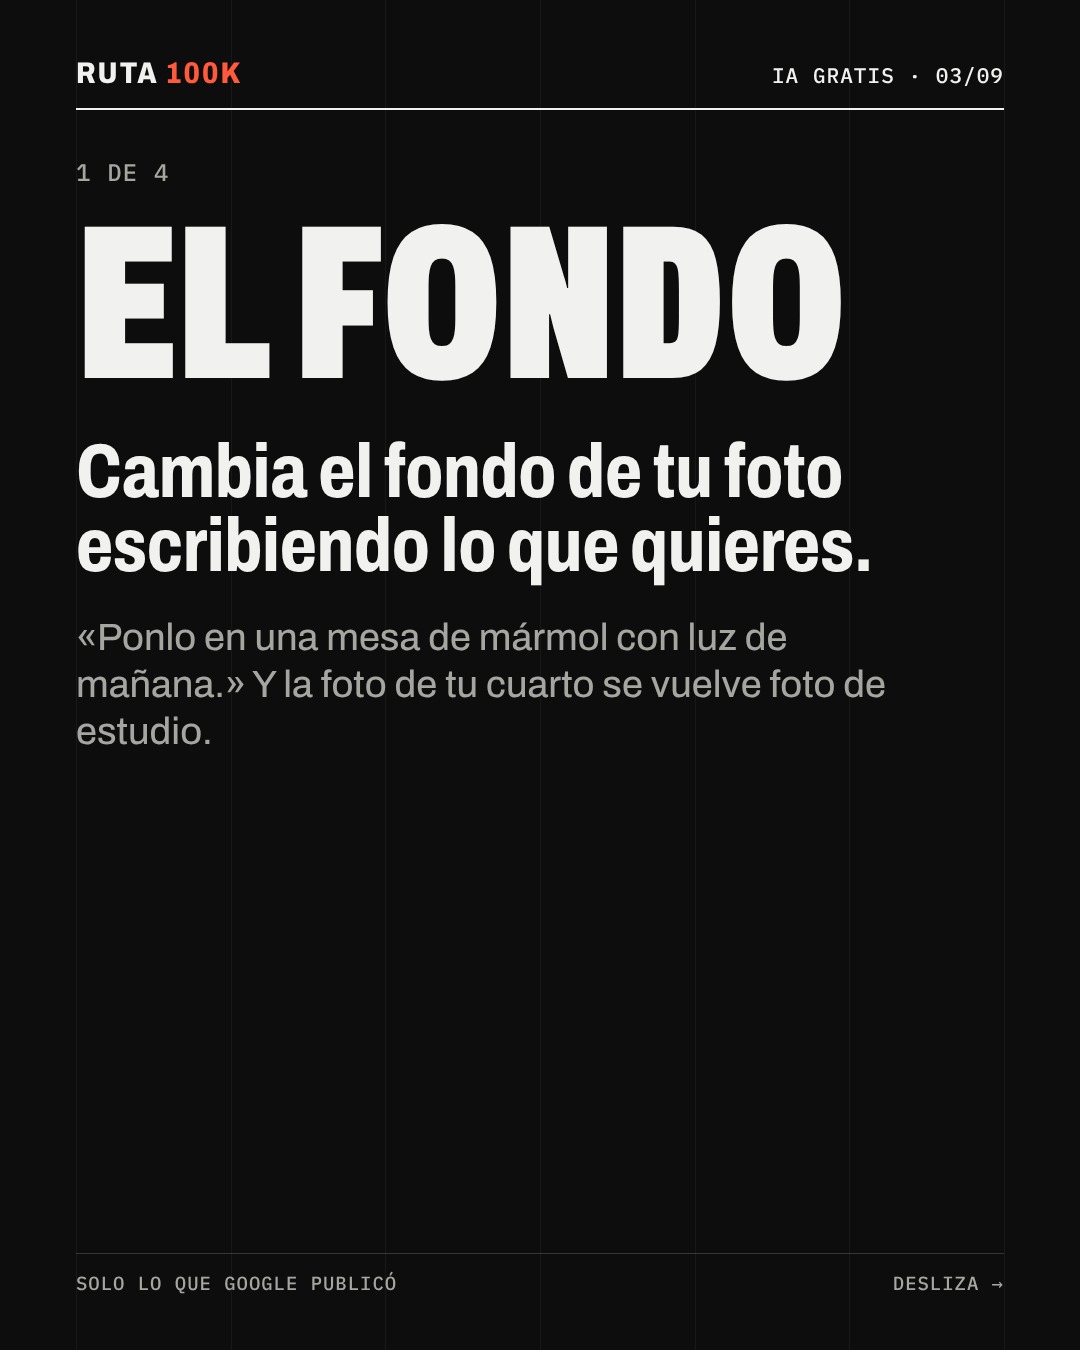 RUTA 100K
IA GRATIS · 03/09
1 DE 4
EL FONDO
Cambia el fondo de tu foto
escribiendo lo que quieres.
«Ponlo en una mesa de mármol con luz de
mañana.» Y la foto de tu cuarto se vuelve foto de
estudio.
SOLO LO QUE GOOGLE PUBLICÓ
DESLIZA →